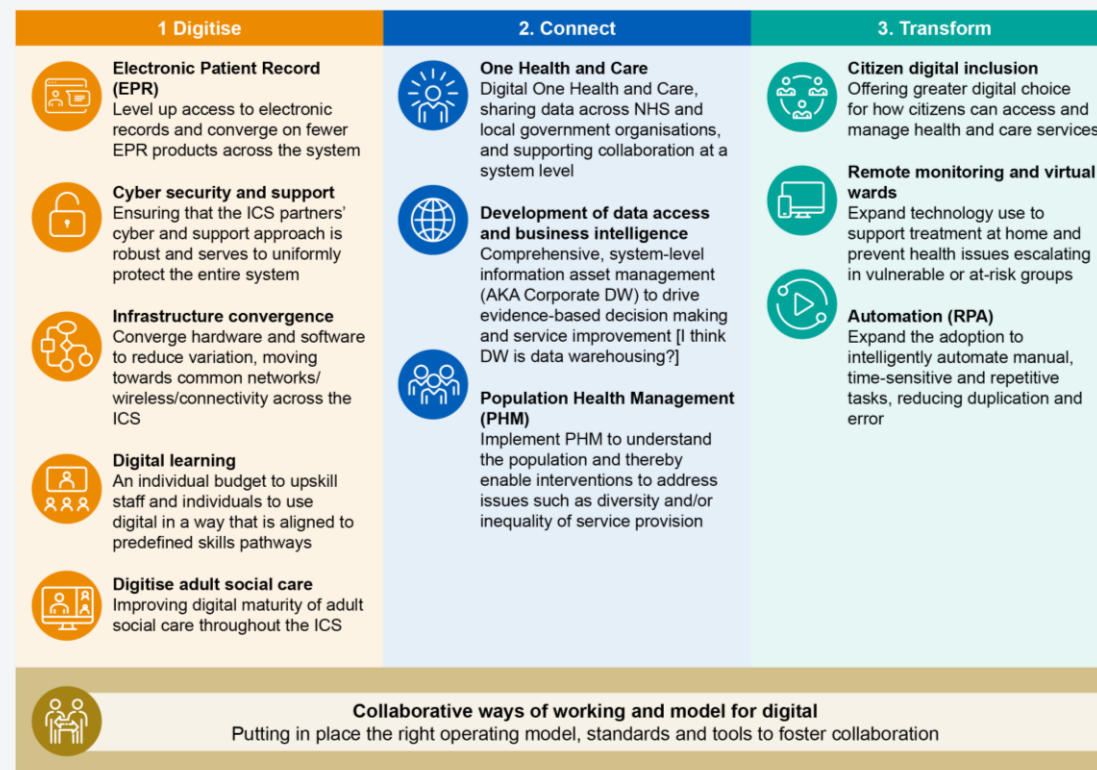 1 Digitise
Electronic Patient Record
(EPR)
Level up access to electronic
records and converge on fewer
EPR products across the system
Cyber security and support
Ensuring that the ICS partners’
cyber and support approach is
robust and serves to uniformly
protect the entire system
Infrastructure convergence
Converge hardware and software
to reduce variation, moving
towards common networks/
wireless/connectivity across the
ICS
Digital learning
An individual budget to upskill
staff and individuals to use
digital in a way that is aligned to
predefined skills pathways
Digitise adult social care
Improving digital maturity of adult
social care throughout the ICS
2. Connect
One Health and Care
Digital One Health and Care,
sharing data across NHS and
local government organisations,
and supporting collaboration at a
system level
Development of data access
and business intelligence
Comprehensive, system-level
information asset management
(AKA Corporate DW) to drive
evidence-based decision making
and service improvement [I think
DW is data warehousing?]
Population Health Management
(PHM)
Implement PHM to understand
the population and thereby
enable interventions to address
issues such as diversity and/or
inequality of service provision
3. Transform
Citizen digital inclusion
Offering greater digital choice
for how citizens can access and
manage health and care services
Remote monitoring and virtual
wards
Expand technology use to
support treatment at home and
prevent health issues escalating
in vulnerable or at-risk groups
Automation (RPA)
Expand the adoption to
intelligently automate manual,
time-sensitive and repetitive
tasks, reducing duplication and
error
Collaborative ways of working and model for digital
Putting in place the right operating model, standards and tools to foster collaboration